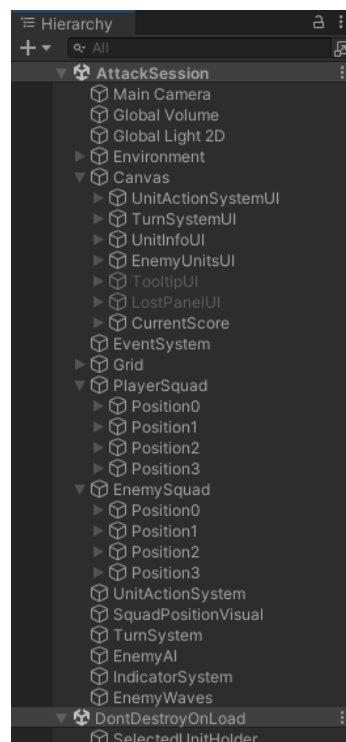 Hierarchy
All
AttackSession
Main Camera
Global Volume
Global Light 2D
Environment
Canvas
UnitActionSystemUI
TurnSystemUI
UnitInfoUI
EnemyUnitsUI
TooltipUI
LostPanelUI
CurrentScore
EventSystem
Grid
PlayerSquad
Position0
Position1
Position2
Position3
EnemySquad
Position0
Position1
Position2
Position3
UnitActionSystem
SquadPositionVisual
TurnSystem
EnemyAI
IndicatorSystem
EnemyWaves
DontDestroyOnLoad
SelectedUnitHolder